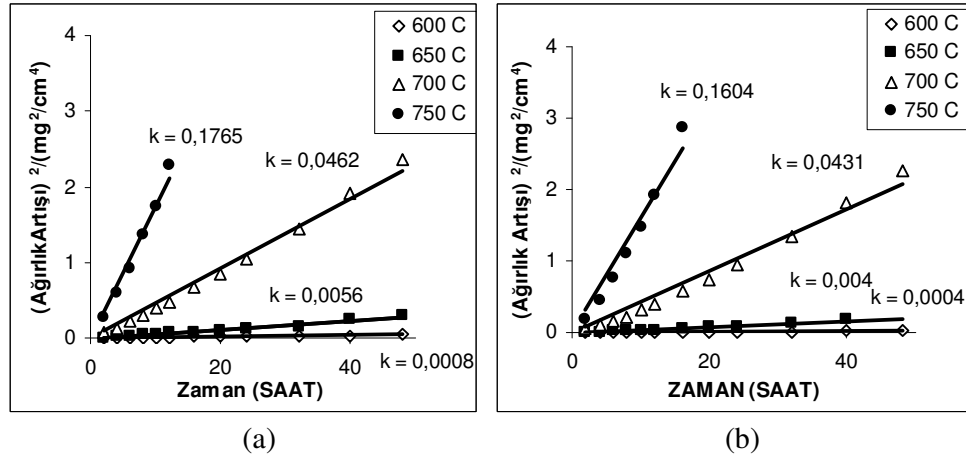 (AğırlıkArtışı) ²/(mg²/cm⁴)
4
3
2
1
0
0
20
40
Zaman (SAAT)
600 C
650 C
700 C
750 C
k = 0,1765
k = 0,0462
k = 0,0056
k = 0,0008
(a)
(Ağırlık Artışı) ²/(mg²/cm⁴)
4
3
2
1
0
0
20
40
ZAMAN (SAAT)
600 C
650 C
700 C
750 C
k = 0,1604
k = 0,0431
k = 0,004
k = 0,0004
(b)